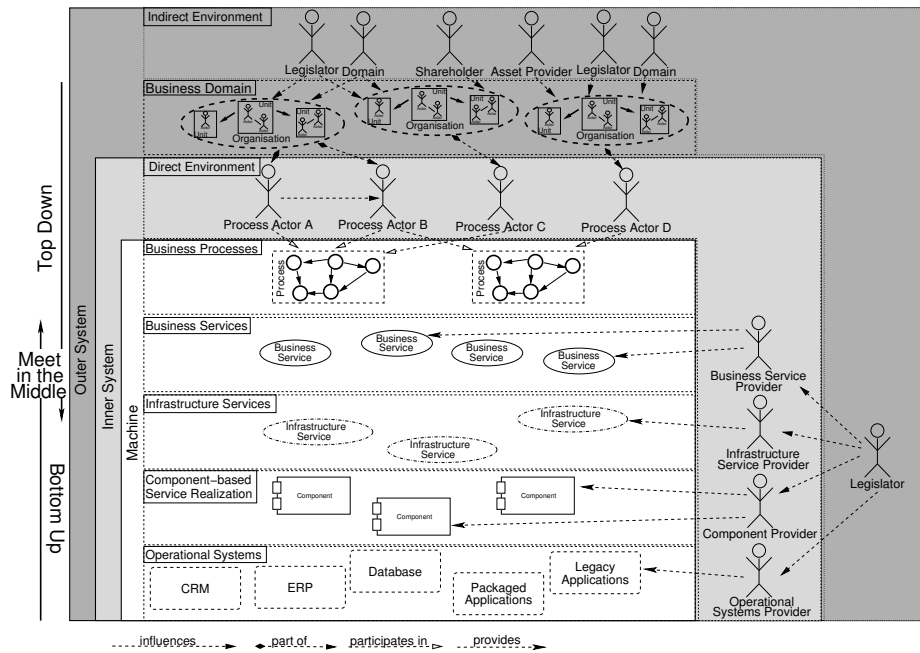 Indirect Environment
Legislator Domain Shareholder Asset Provider Legislator Domain
Business Domain
Unit Unit Organisation
Unit Unit Organisation
Unit Unit Organisation
Direct Environment
Process Actor A Process Actor B Process Actor C Process Actor D
Business Processes
Process Process
Business Services
Business Service
Business Service
Business Service
Business Service
Business Service Provider
Infrastructure Services
Infrastructure Service
Infrastructure Service
Infrastructure Service
Infrastructure Service Provider
Legislator
Component-based
Service Realization
Component
Component
Component
Component Provider
Operational Systems
CRM
ERP
Database
Packaged
Applications
Legacy
Applications
Operational
Systems Provider
Top Down
Meet
in the
Middle
Bottom Up
Outer System
Inner System
Machine
influences part of participates in provides